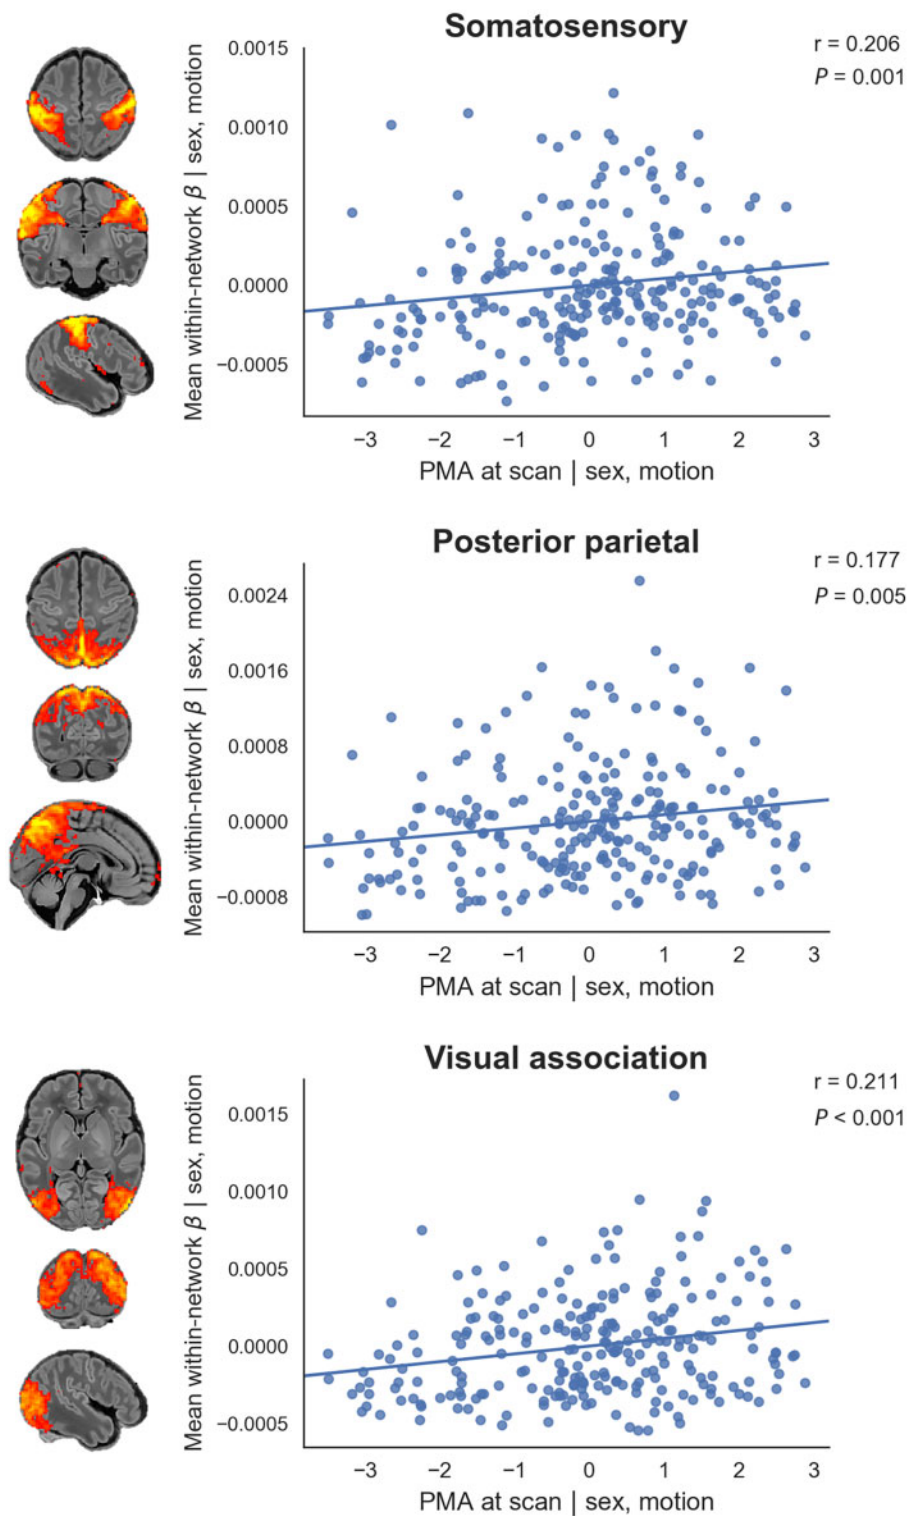 Somatosensory
r = 0.206
P = 0.001
Mean within-network β | sex, motion
0.0015
0.0010
0.0005
0.0000
−0.0005
−3 −2 −1 0 1 2 3
PMA at scan | sex, motion
Posterior parietal
r = 0.177
P = 0.005
Mean within-network β | sex, motion
0.0024
0.0016
0.0008
0.0000
−0.0008
−3 −2 −1 0 1 2 3
PMA at scan | sex, motion
Visual association
r = 0.211
P < 0.001
Mean within-network β | sex, motion
0.0015
0.0010
0.0005
0.0000
−0.0005
−3 −2 −1 0 1 2 3
PMA at scan | sex, motion